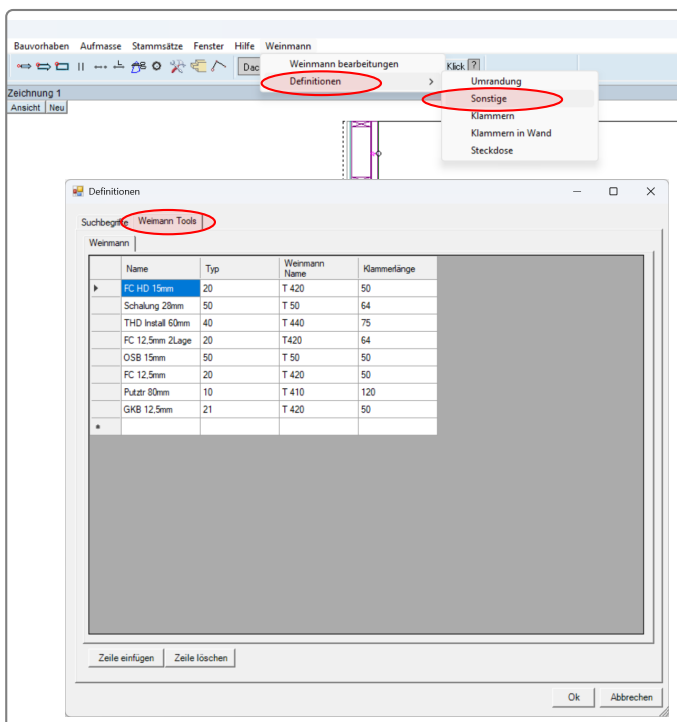 Bauvorhaben Aufmasse Stammsätze Fenster Hilfe Weinmann
Dac
Weinmann bearbeitungen
Klick ?
Definitionen
Umrandung
Zeichnung 1
Sonstige
Ansicht Neu
Klammern
Klammern in Wand
Steckdose
Definitionen
Suchbegriffe Weimann Tools
Weinmann
Name Typ Weinmann Name Klammerlänge
FC HD 15mm 20 T 420 50
Schalung 28mm 50 T 50 64
THD Install 60mm 40 T 440 75
FC 12,5mm 2Lage 20 T420 64
OSB 15mm 50 T 50 50
FC 12,5mm 20 T 420 50
Putztr 80mm 10 T 410 120
GKB 12,5mm 21 T 420 50
Zeile einfügen Zeile löschen
Ok Abbrechen